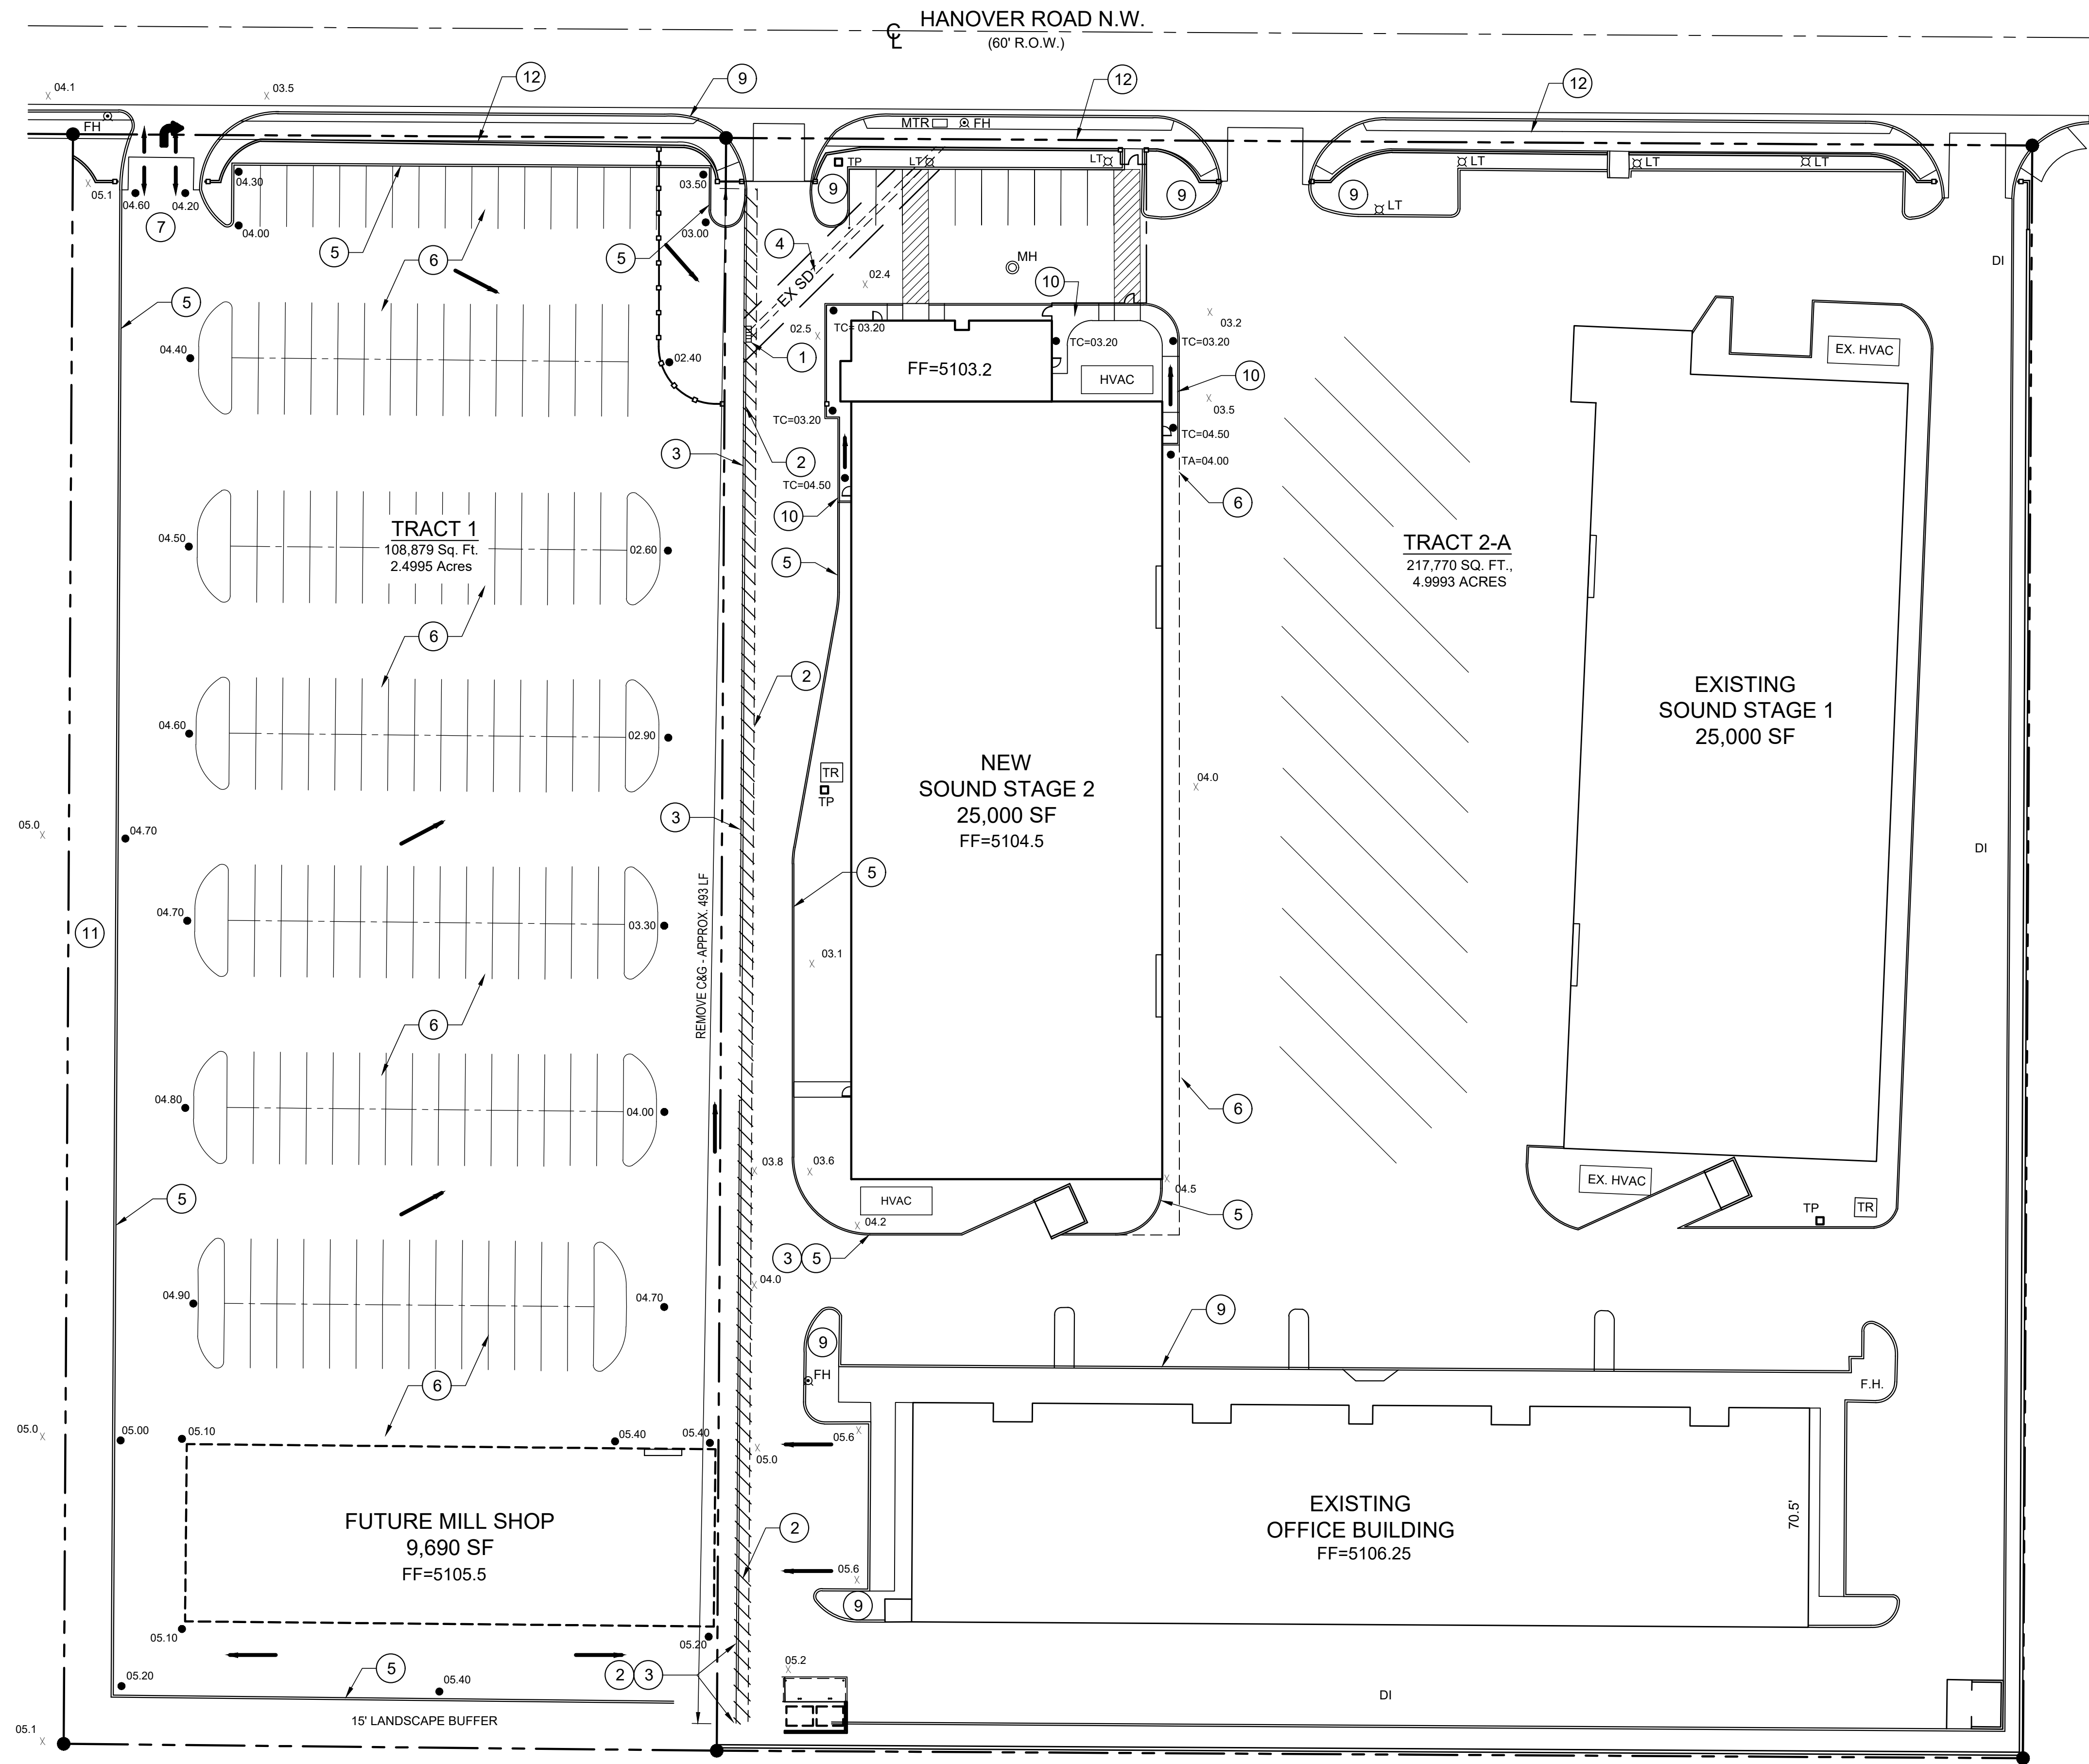 HANOVER ROAD N.W.
(60' R.O.W.)
CL
12
9
12
12
04.1
03.5
FH
MTR
FH
TP
LT
LT
LT
LT
LT
LT
05.1
04.60
04.20
04.30
03.50
04.00
03.00
7
5
6
5
9
9
9
4
EX SD
02.4
MH
10
DI
5
04.40
02.40
02.5
1
TC= 03.20
FF=5103.2
TC=03.20
HVAC
TC=03.20
03.2
10
03.5
EX. HVAC
TC=03.20
3
2
TC=04.50
TC=04.50
TA=04.00
10
6
04.50
TRACT 1
108,879 Sq. Ft.
2.4995 Acres
02.60
5
TRACT 2-A
217,770 SQ. FT.,
4.9993 ACRES
6
2
04.60
02.90
EXISTING
SOUND STAGE 1
25,000 SF
NEW
SOUND STAGE 2
25,000 SF
FF=5104.5
TR
TP
04.0
05.0
04.70
3
DI
5
04.70
03.30
11
REMOVE C&G - APPROX. 493 LF
03.1
6
04.80
04.00
6
03.8
03.6
04.5
5
HVAC
04.2
EX. HVAC
TP
TR
5
3
5
04.0
04.90
04.70
9
9
FH
F.H.
6
05.0
05.00
05.10
05.40
05.40
05.0
05.6
FUTURE MILL SHOP
9,690 SF
FF=5105.5
2
EXISTING
OFFICE BUILDING
FF=5106.25
70.5'
05.6
9
05.10
05.20
05.20
5
05.40
2
3
05.2
DI
15' LANDSCAPE BUFFER
05.1